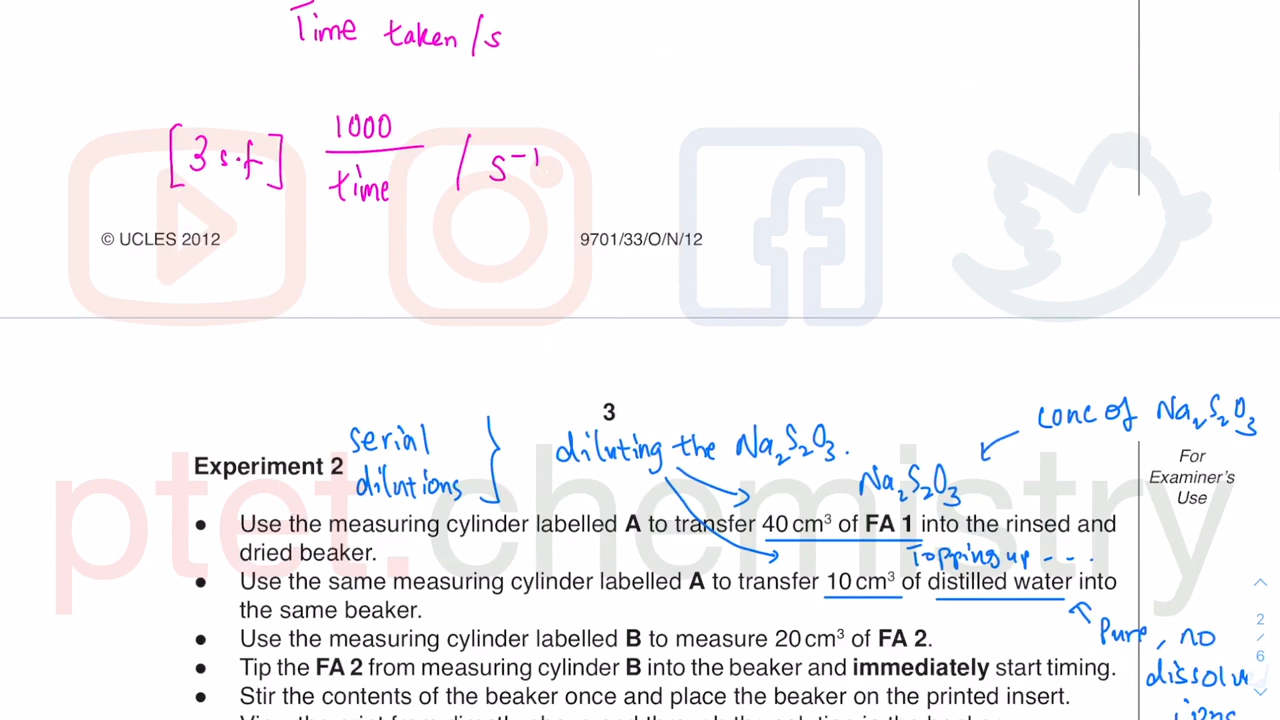 Time taken /s
[3 s.f] 1000 / time / s⁻¹
© UCLES 2012 9701/33/O/N/12
3
conc of Na₂S₂O₃
serial diluting the Na₂S₂O₃.
Experiment 2 dilutions Na₂S₂O₃
For
Examiner's
Use
ptet.chemistry
• Use the measuring cylinder labelled A to transfer 40 cm³ of FA 1 into the rinsed and
dried beaker.
Topping up ---.
• Use the same measuring cylinder labelled A to transfer 10 cm³ of distilled water into
the same beaker.
Pure, no
dissolv
ions
• Use the measuring cylinder labelled B to measure 20 cm³ of FA 2.
• Tip the FA 2 from measuring cylinder B into the beaker and immediately start timing.
• Stir the contents of the beaker once and place the beaker on the printed insert.
2
/
6